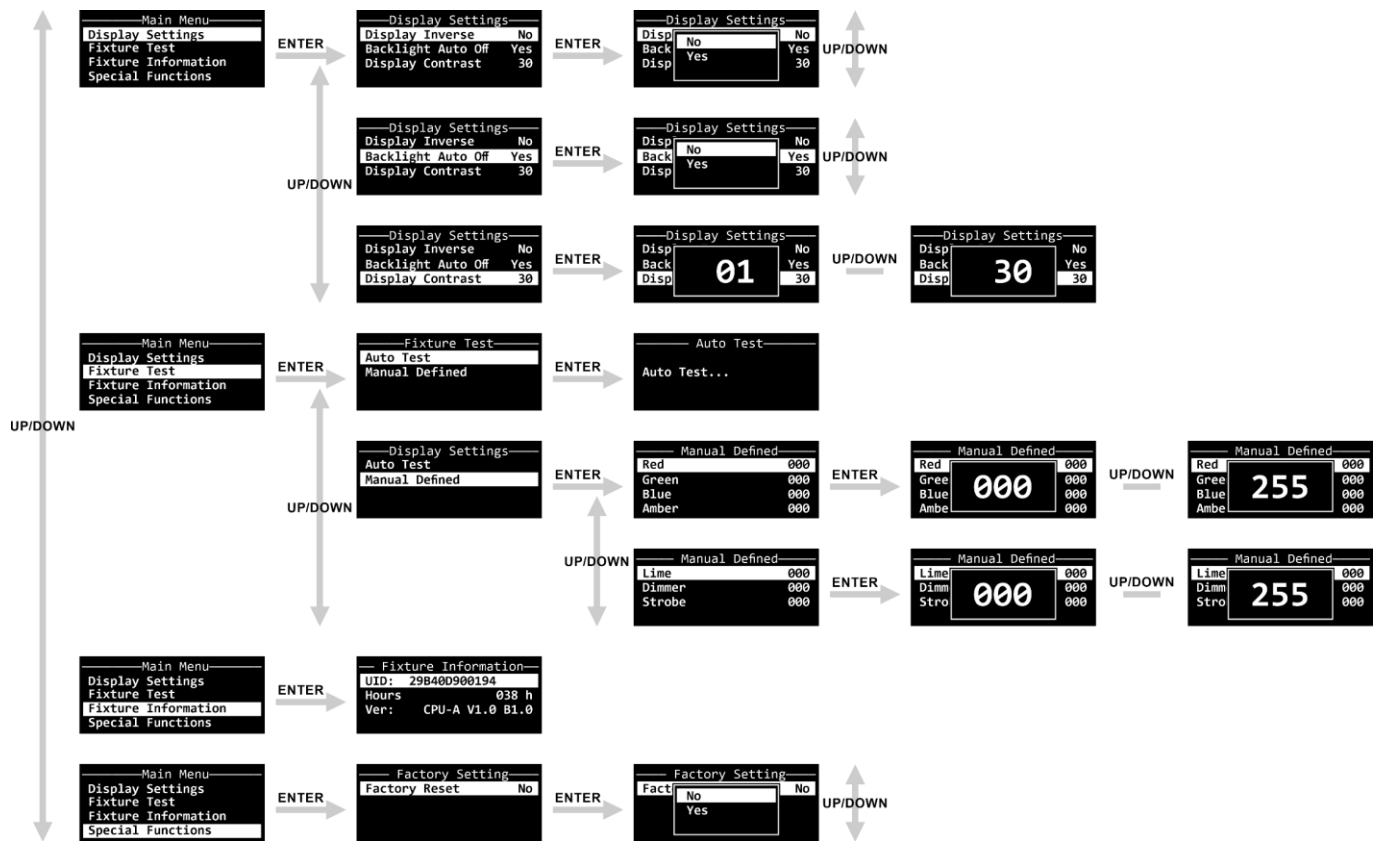 Main Menu
Display Settings
Fixture Test
Fixture Information
Special Functions
ENTER
Display Settings
Display Inverse No
Backlight Auto Off Yes
Display Contrast 30
ENTER
Display Settings
Disp No
Back
Disp 30
No
Yes
UP/DOWN
Display Settings
Display Inverse No
Backlight Auto Off Yes
Display Contrast 30
ENTER
Display Settings
Disp No
Back Yes
Disp 30
No
Yes
UP/DOWN
UP/DOWN
Display Settings
Display Inverse No
Backlight Auto Off Yes
Display Contrast 30
ENTER
Display Settings
Disp No
Back Yes
Disp 30
01
UP/DOWN
Display Settings
Disp No
Back Yes
Disp 30
30
Main Menu
Display Settings
Fixture Test
Fixture Information
Special Functions
ENTER
Fixture Test
Auto Test
Manual Defined
ENTER
Auto Test
Auto Test...
UP/DOWN
Display Settings
Auto Test
Manual Defined
ENTER
Manual Defined
Red 000
Green 000
Blue 000
Amber 000
ENTER
Manual Defined
Red 000
Gree 000
Blue 000
Ambe 000
000
UP/DOWN
Manual Defined
Red 000
Gree 000
Blue 000
Ambe 000
255
UP/DOWN
UP/DOWN
Manual Defined
Lime 000
Dimmer 000
Strobe 000
ENTER
Manual Defined
Lime 000
Dimm 000
Stro 000
000
UP/DOWN
Manual Defined
Lime 000
Dimm 000
Stro 000
255
Main Menu
Display Settings
Fixture Test
Fixture Information
Special Functions
ENTER
Fixture Information
UID: 29B40D900194
Hours 038 h
Ver: CPU-A V1.0 B1.0
Main Menu
Display Settings
Fixture Test
Fixture Information
Special Functions
ENTER
Factory Setting
Factory Reset No
ENTER
Factory Setting
Fact No
No
Yes
UP/DOWN